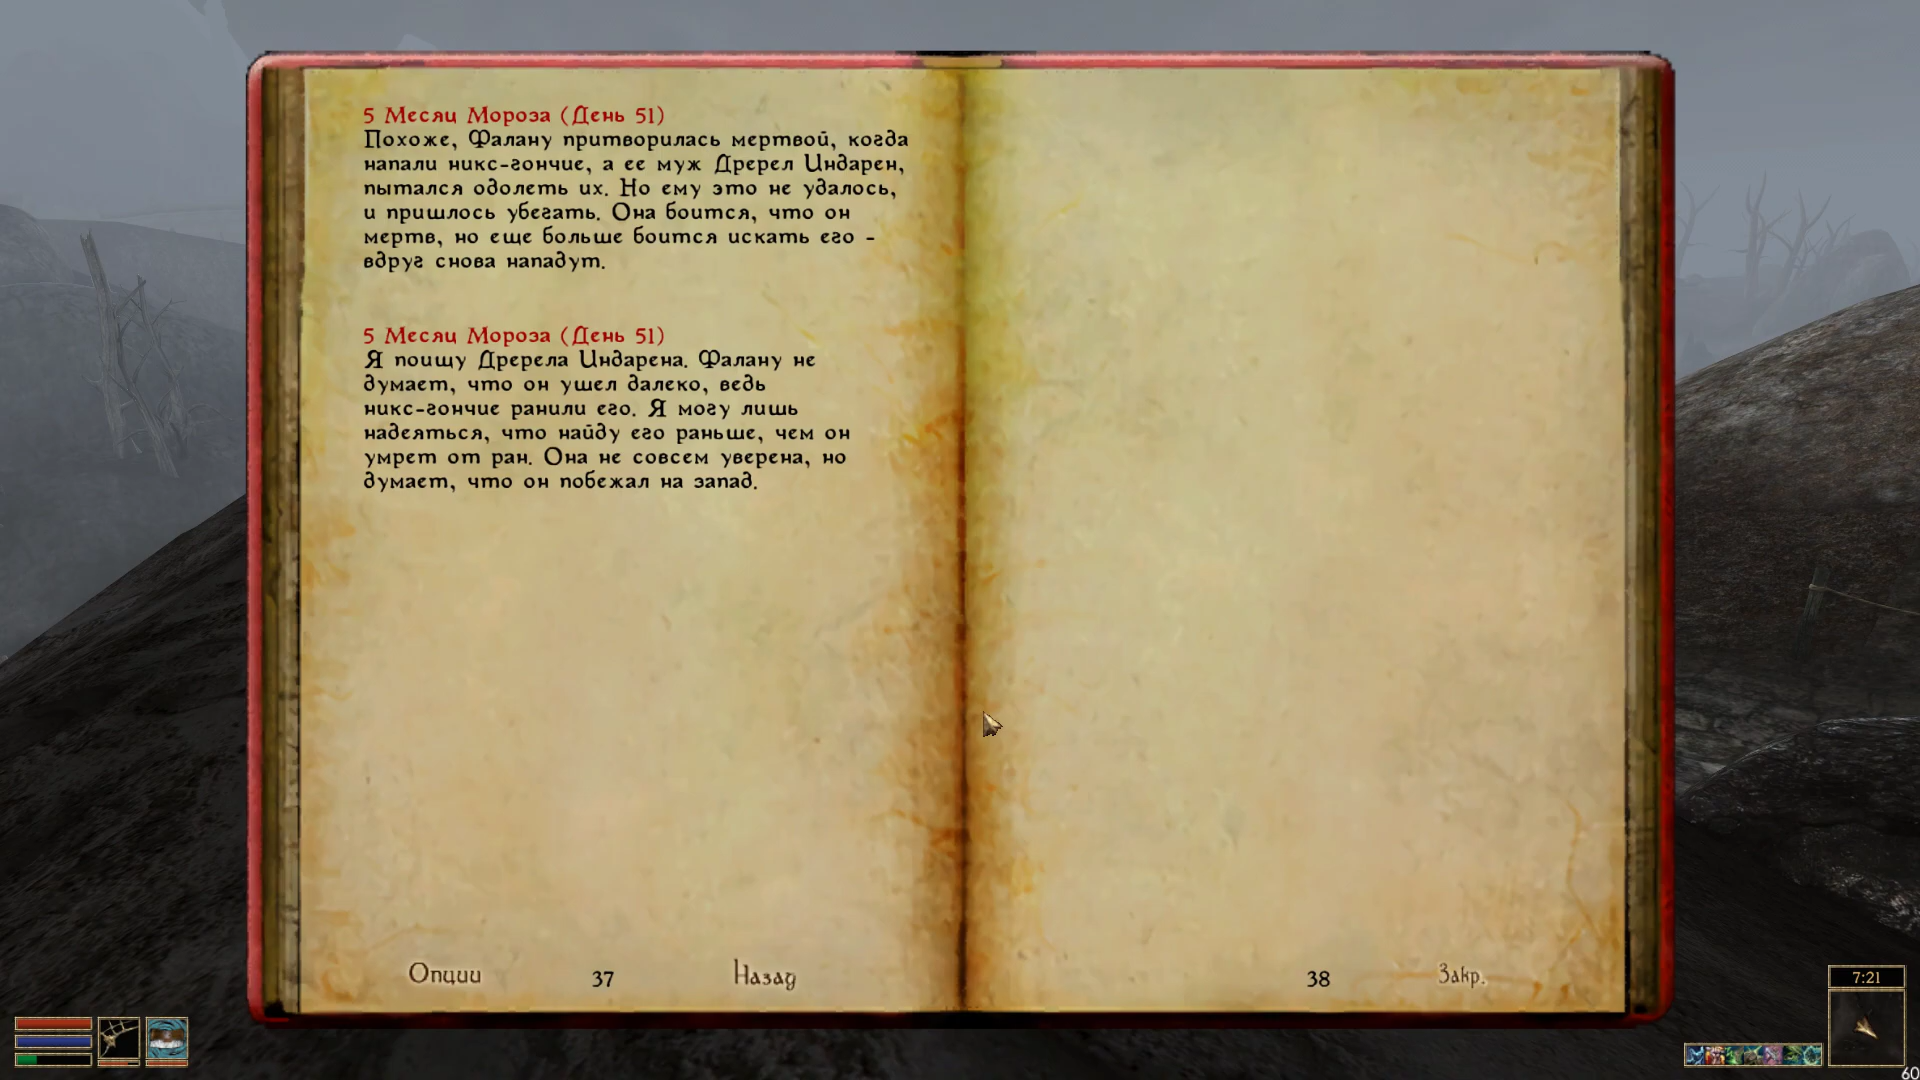 5 Месяц Мороза (День 51)
Похоже, Фалану притворилась мертвой, когда
напали никс-гончие, а ее муж Дререл Индарен,
пытался одолеть их. Но ему это не удалось,
и пришлось убегать. Она боится, что он
мертв, но еще больше боится искать его -
вдруг снова нападут.
5 Месяц Мороза (День 51)
Я поищу Дререла Индарена. Фалану не
думает, что он ушел далеко, ведь
никс-гончие ранили его. Я могу лишь
надеяться, что найду его раньше, чем он
умрет от ран. Она не совсем уверена, но
думает, что он побежал на запад.
Опции
37
Назад
38
Закр.
7:21
60